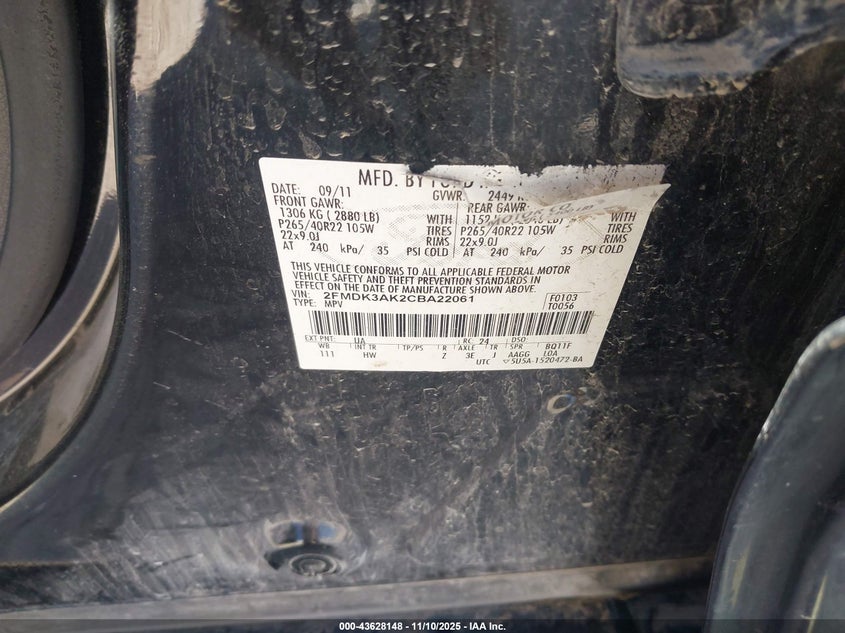 MFD. BY FORD
DATE: 09/11 GVWR: 2449
FRONT GAWR: REAR GAWR:
1306 KG ( 2880 LB) WITH 115 LB) WITH
P265/40R22 105W TIRES P265/40R22 105W TIRES
22x9.0J RIMS 22x9.0J RIMS
AT 240 kPa/ 35 PSI COLD AT 240 kPa/ 35 PSI COLD
THIS VEHICLE CONFORMS TO ALL APPLICABLE FEDERAL MOTOR
VEHICLE SAFETY AND THEFT PREVENTION STANDARDS IN
EFFECT ON THE DATE OF MANUFACTURE SHOWN ABOVE.
VIN: 2FMDK3AK2CBA22061 F0103
TYPE: MPV T0056
EXT PNT: UA RC: 24 DSO:
WB INT TR TP/PS R AXLE TR SPR BQ11F
111 HW Z 3E J AAGG LOA
UTC 5U5A-1520472-BA
000-43628148 - 11/10/2025 - IAA Inc.